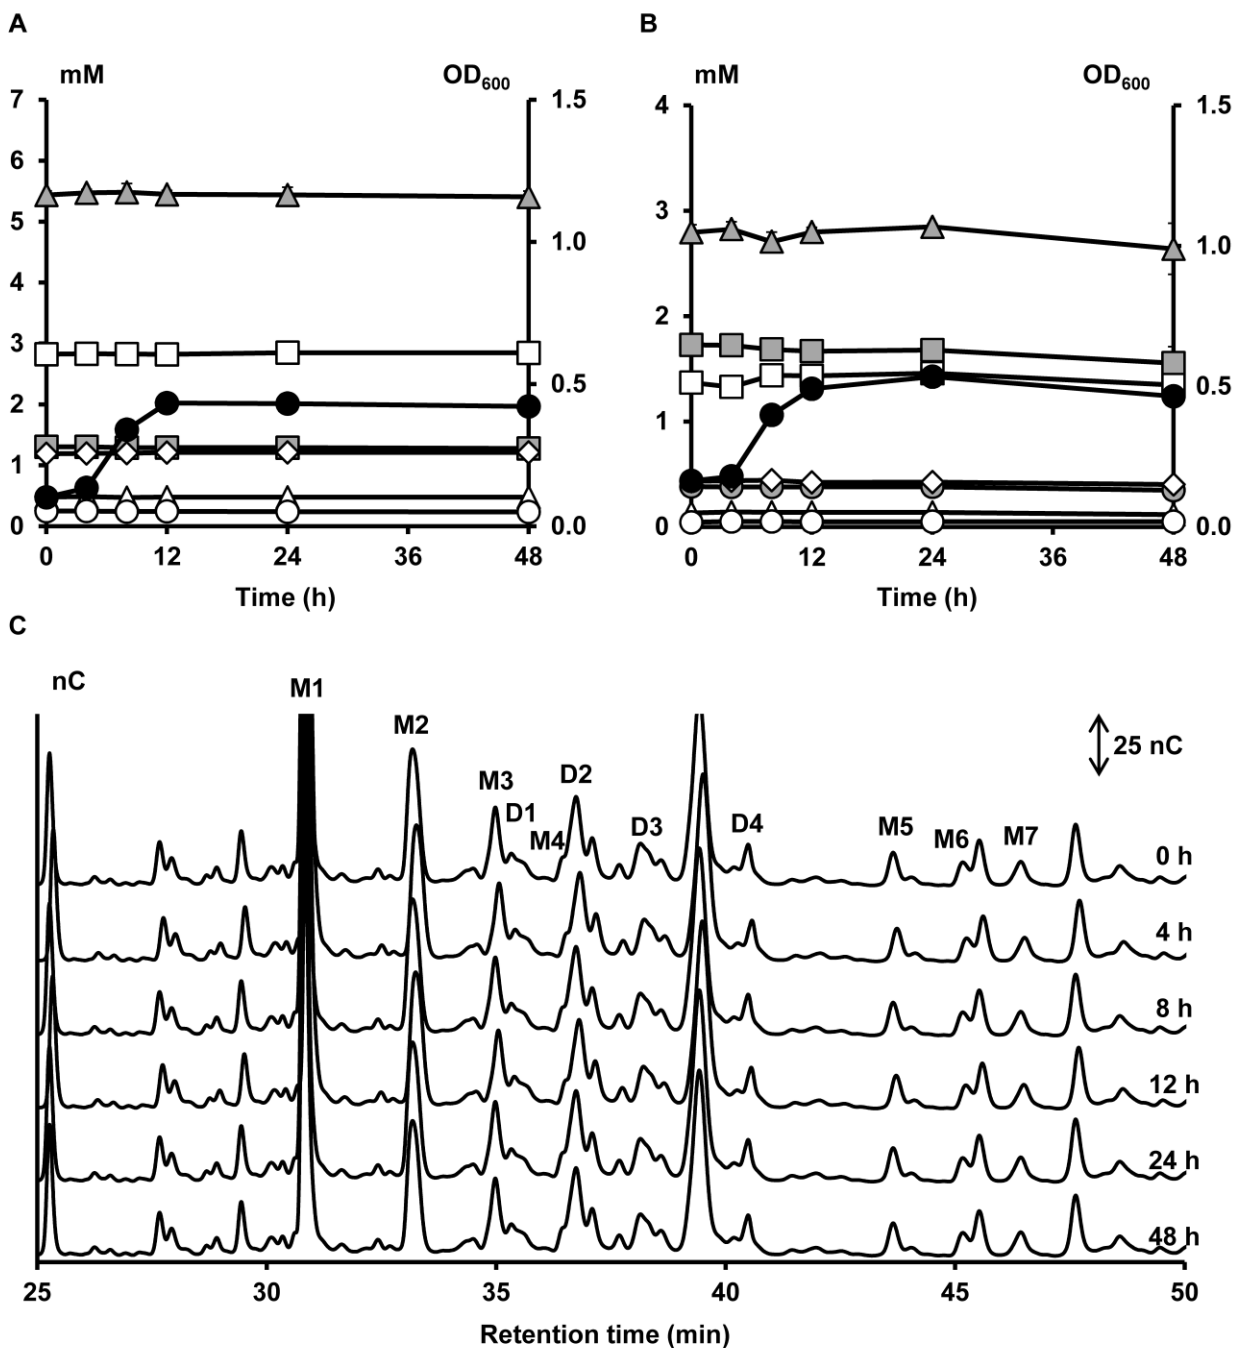 A
B
mM OD600
mM OD600
7 1.5
6
5 1.0
4
3 0.5
2
1
0 0.0
0 12 24 36 48
Time (h)
4 1.5
3
1.0
2
0.5
1
0 0.0
0 12 24 36 48
Time (h)
C
nC
M1
M2
M3
D1
M4
D2
D3
D4
M5
M6
M7
25 nC
0 h
4 h
8 h
12 h
24 h
48 h
25 30 35 40 45 50
Retention time (min)